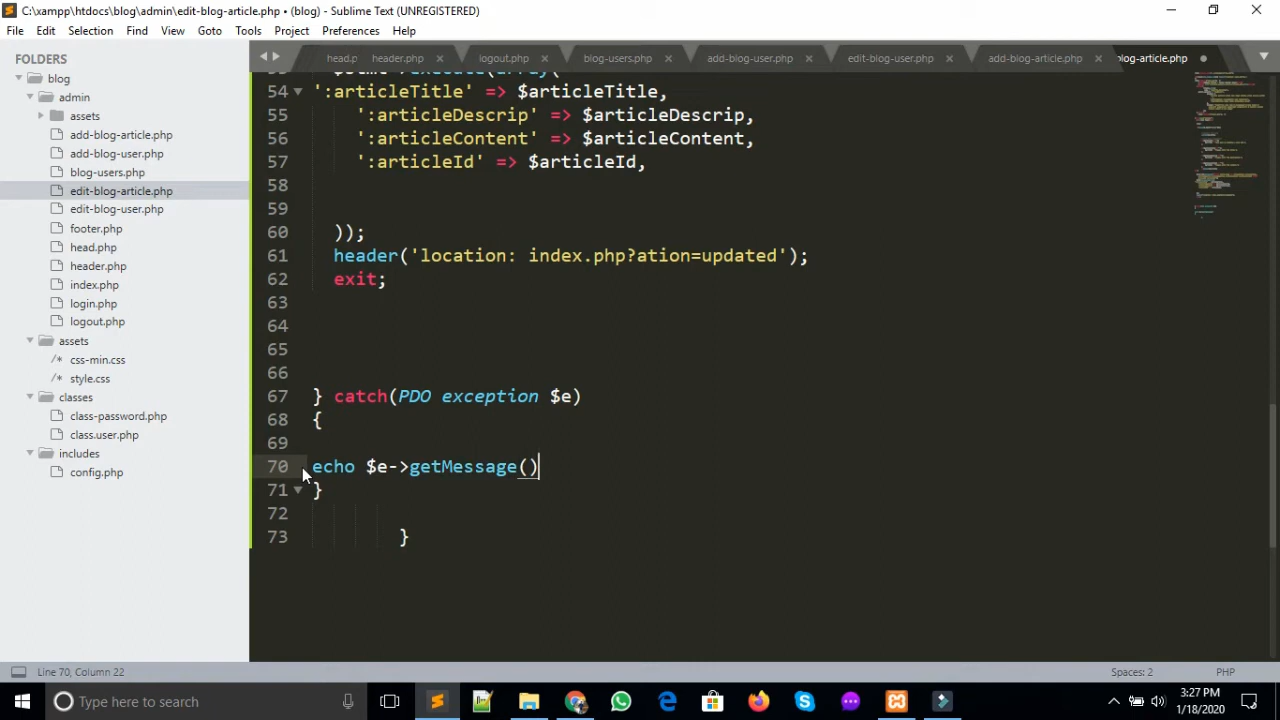 C:\xampp\htdocs\blog\admin\edit-blog-article.php • (blog) - Sublime Text (UNREGISTERED)
File Edit Selection Find View Goto Tools Project Preferences Help
FOLDERS
blog
admin
assets
add-blog-article.php
add-blog-user.php
blog-users.php
edit-blog-article.php
edit-blog-user.php
footer.php
head.php
header.php
index.php
login.php
logout.php
assets
/* css-min.css
/* style.css
classes
class-password.php
class.user.php
includes
config.php
head.p header.php logout.php blog-users.php add-blog-user.php edit-blog-user.php add-blog-article.php blog-article.php
54 ':articleTitle' => $articleTitle,
55 ':articleDescrip' => $articleDescrip,
56 ':articleContent' => $articleContent,
57 ':articleId' => $articleId,
58
59
60 ));
61 header('location: index.php?ation=updated');
62 exit;
63
64
65
66
67 } catch(PDO exception $e)
68 {
69
70 echo $e->getMessage()
71 }
72
73 }
Line 70, Column 22 Spaces: 2 PHP
Type here to search
3:27 PM
1/18/2020